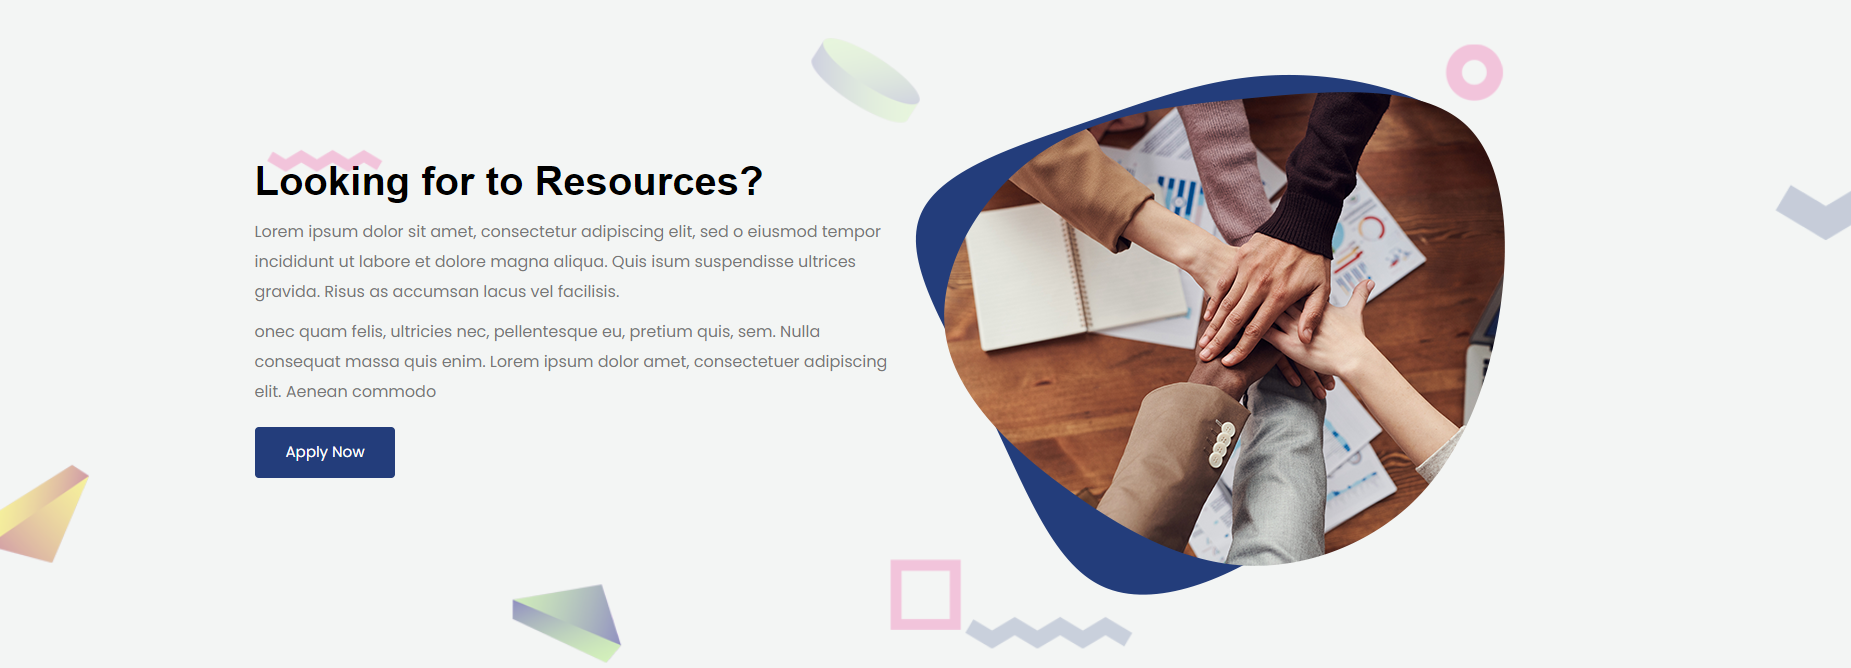 Looking for to Resources?
Lorem ipsum dolor sit amet, consectetur adipiscing elit, sed o eiusmod tempor
incididunt ut labore et dolore magna aliqua. Quis isum suspendisse ultrices
gravida. Risus as accumsan lacus vel facilisis.
onec quam felis, ultricies nec, pellentesque eu, pretium quis, sem. Nulla
consequat massa quis enim. Lorem ipsum dolor amet, consectetuer adipiscing
elit. Aenean commodo
Apply Now